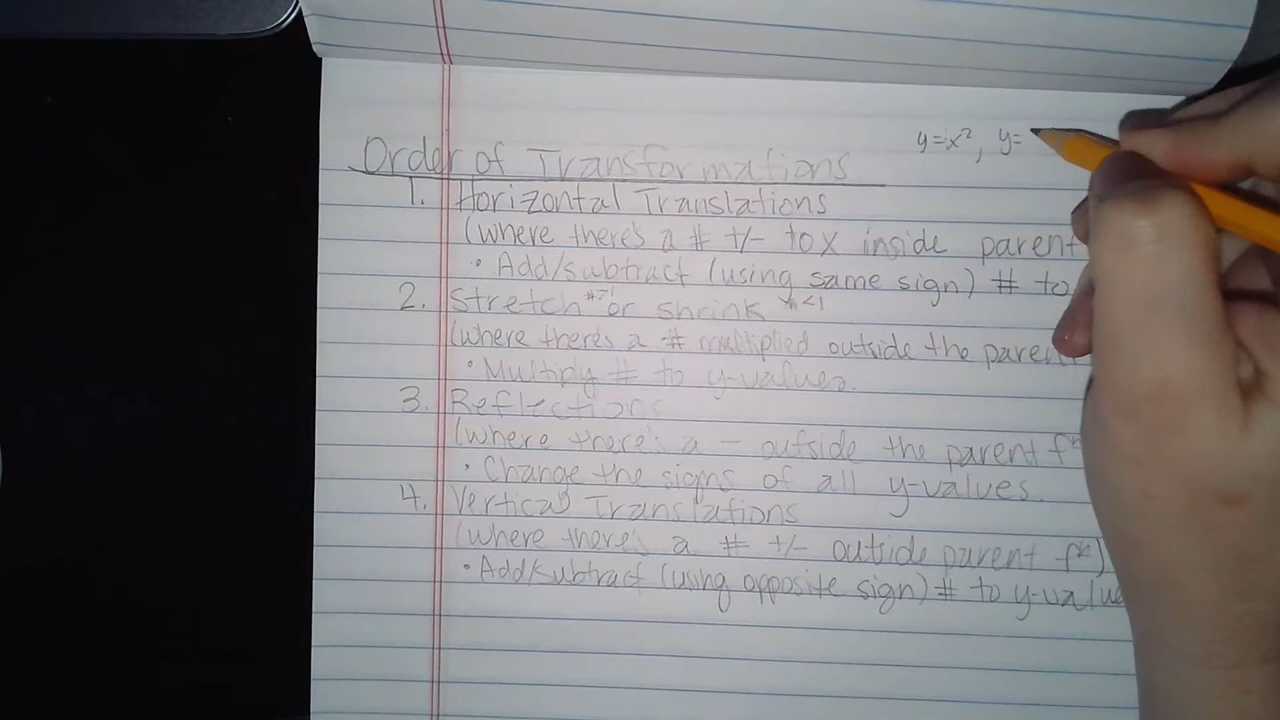 y=x², y=
Order of Transformations
1. Horizontal Translations
(where there's a # +/- to x inside parent
• Add/subtract (using same sign) # to
2. Stretch #>1 or shrink #<1
(where there's a # multiplied outside the paren
• Multiply # to y-values.
3. Reflections
(where there's a - outside the parent fⁿ
• Change the signs of all y-values.
4. Vertical Translations
(where there's a # +/- outside parent fⁿ)
• Add/subtract (using opposite sign) # to y-value